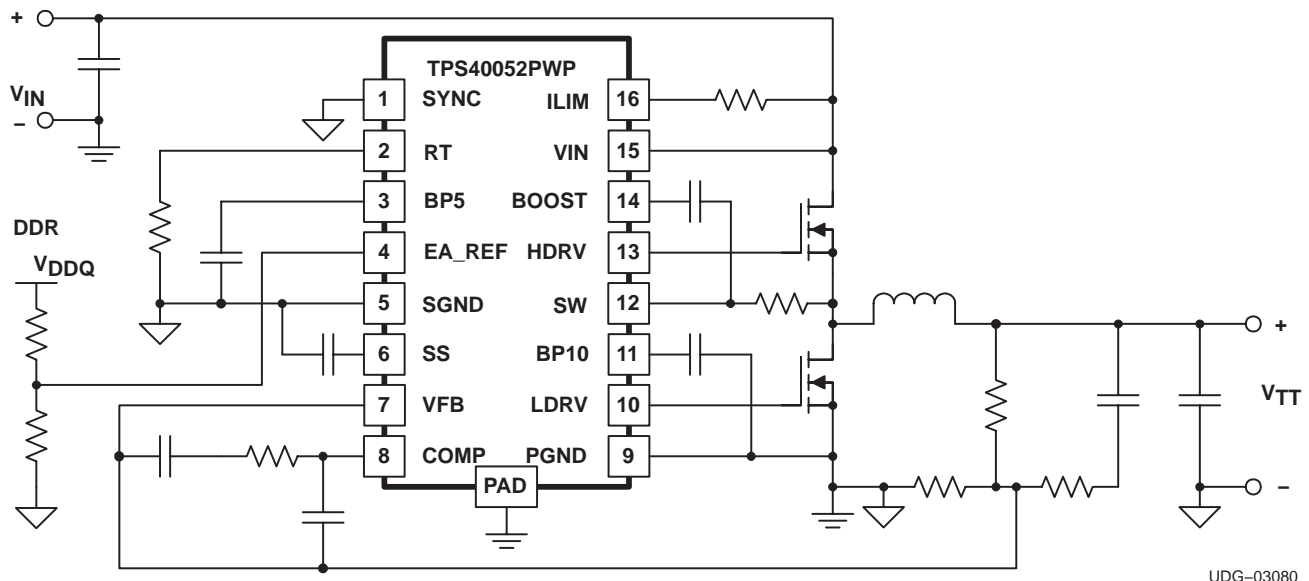 +
TPS40052PWP
VIN
–
1 SYNC ILIM 16
2 RT VIN 15
3 BP5 BOOST 14
DDR
VDDQ
4 EA_REF HDRV 13
5 SGND SW 12
+
6 SS BP10 11
7 VFB LDRV 10
VTT
8 COMP PGND 9
PAD
–
UDG–03080